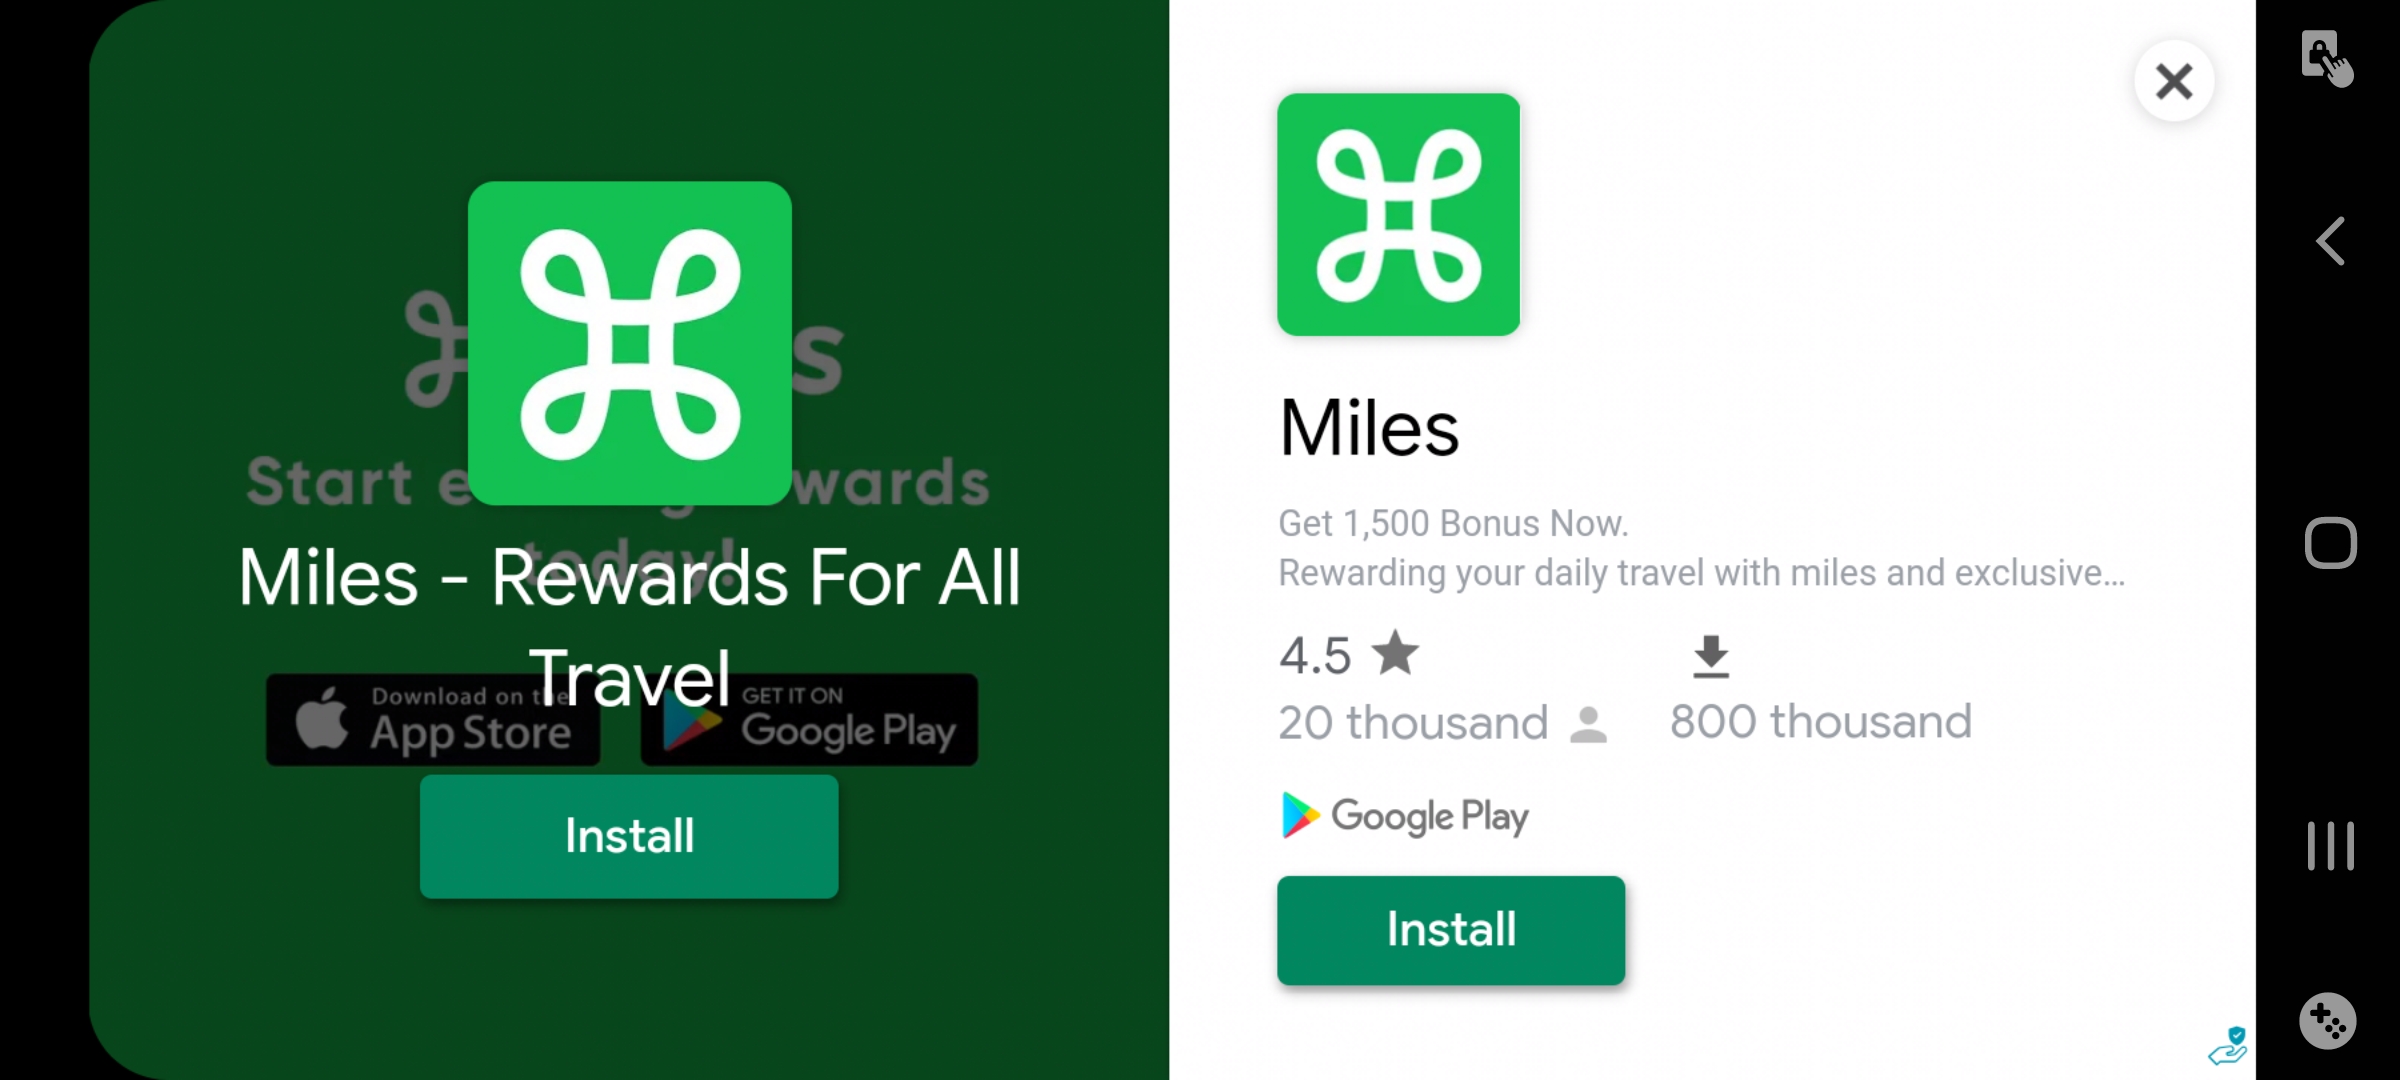 Start e
wards
today!
s
Miles - Rewards For All
Travel
Download on the
App Store
GET IT ON
Google Play
Install
Miles
Get 1,500 Bonus Now.
Rewarding your daily travel with miles and exclusive...
4.5
20 thousand
800 thousand
Google Play
Install